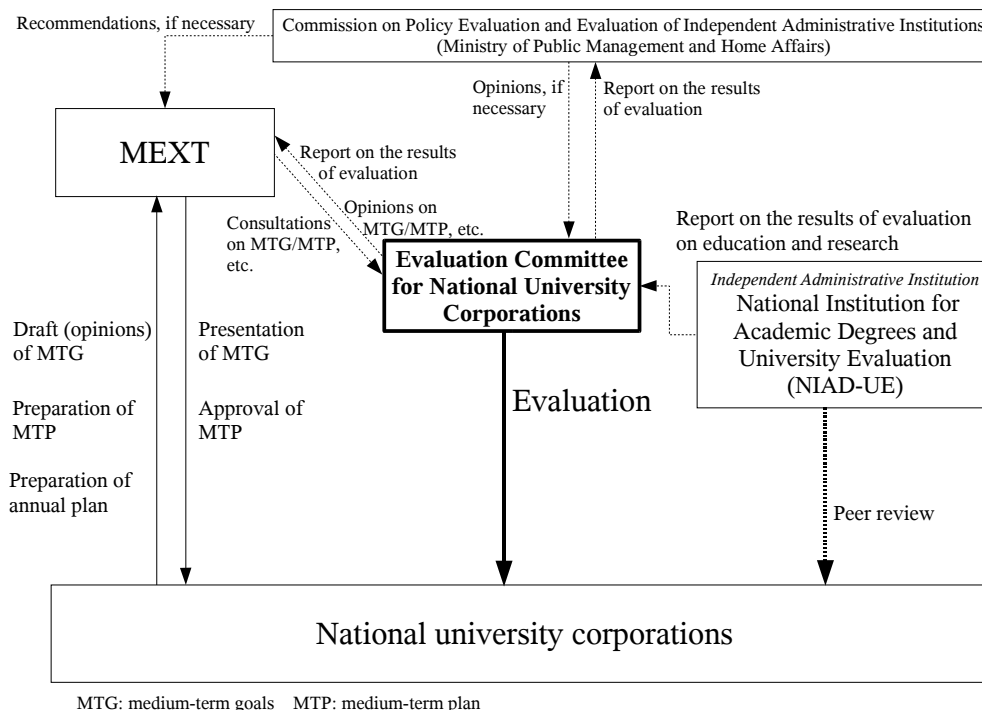 Recommendations, if necessary
Commission on Policy Evaluation and Evaluation of Independent Administrative Institutions
(Ministry of Public Management and Home Affairs)
Opinions, if
necessary
Report on the results
of evaluation
MEXT
Report on the results
of evaluation
Opinions on
MTG/MTP, etc.
Consultations
on MTG/MTP,
etc.
Report on the results of evaluation
on education and research
Evaluation Committee
for National University
Corporations
Independent Administrative Institution
National Institution for
Academic Degrees and
University Evaluation
(NIAD-UE)
Draft (opinions)
of MTG
Presentation
of MTG
Preparation of
MTP
Approval of
MTP
Evaluation
Preparation of
annual plan
Peer review
National university corporations
MTG: medium-term goals MTP: medium-term plan